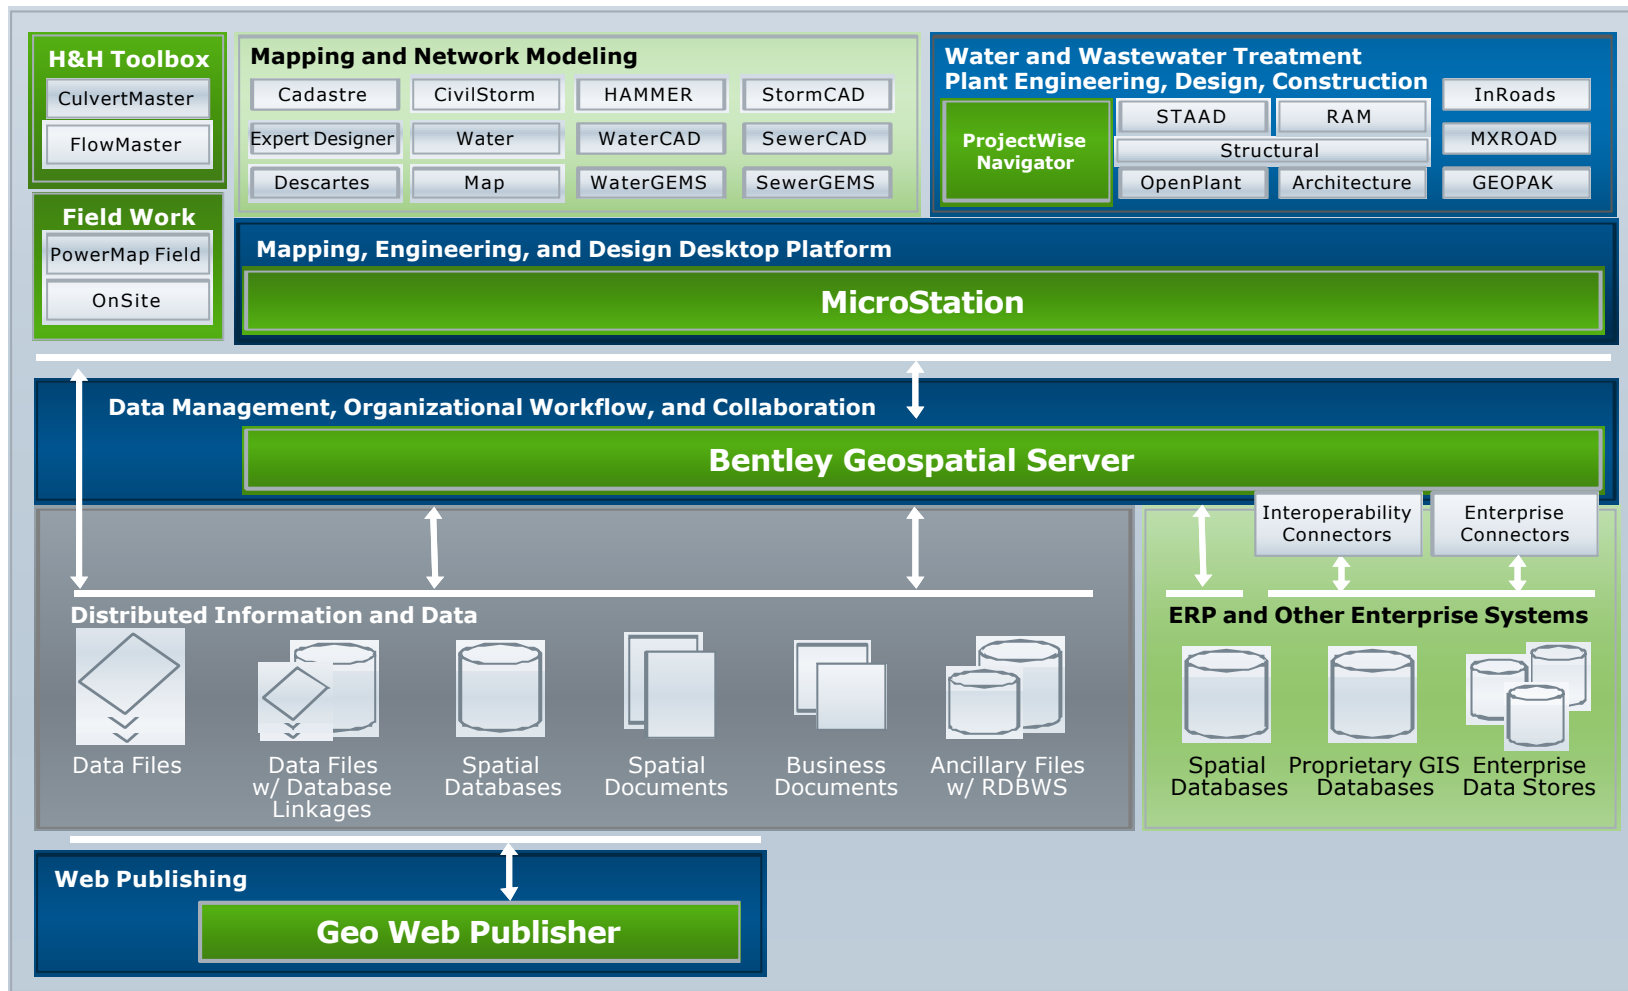 H&H Toolbox
CulvertMaster
FlowMaster
Field Work
PowerMap Field
OnSite
Mapping and Network Modeling
Cadastre
CivilStorm
HAMMER
StormCAD
Expert Designer
Water
WaterCAD
SewerCAD
Descartes
Map
WaterGEMS
SewerGEMS
Water and Wastewater Treatment
Plant Engineering, Design, Construction
ProjectWise
Navigator
STAAD
RAM
Structural
OpenPlant
Architecture
InRoads
MXROAD
GEOPAK
Mapping, Engineering, and Design Desktop Platform
MicroStation
Data Management, Organizational Workflow, and Collaboration
Bentley Geospatial Server
Interoperability
Connectors
Enterprise
Connectors
Distributed Information and Data
Data Files
Data Files
w/ Database
Linkages
Spatial
Databases
Spatial
Documents
Business
Documents
Ancillary Files
w/ RDBWS
ERP and Other Enterprise Systems
Spatial
Databases
Proprietary GIS
Databases
Enterprise
Data Stores
Web Publishing
Geo Web Publisher